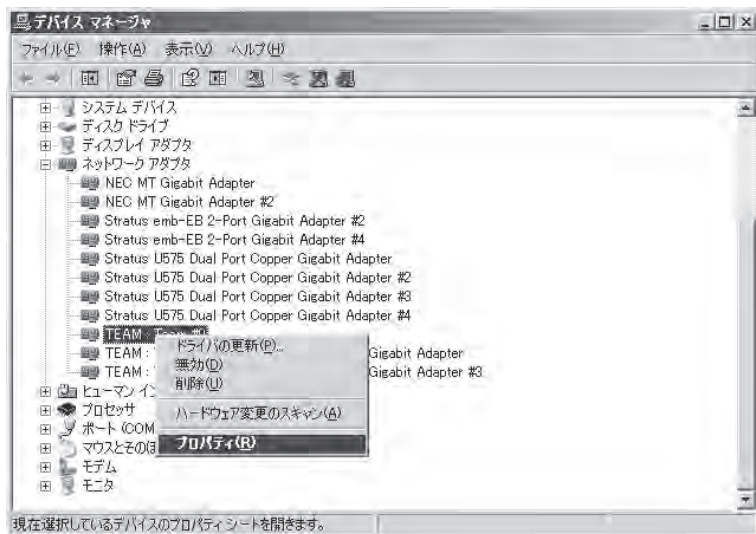 デバイス マネージャ
ファイル(F) 操作(A) 表示(V) ヘルプ(H)
システム デバイス
ディスク ドライブ
ディスプレイ アダプタ
ネットワーク アダプタ
NEC MT Gigabit Adapter
NEC MT Gigabit Adapter #2
Stratus emb-EB 2-Port Gigabit Adapter #2
Stratus emb-EB 2-Port Gigabit Adapter #4
Stratus U575 Dual Port Copper Gigabit Adapter
Stratus U575 Dual Port Copper Gigabit Adapter #2
Stratus U575 Dual Port Copper Gigabit Adapter #3
Stratus U575 Dual Port Copper Gigabit Adapter #4
TEAM :
TEAM : Gigabit Adapter
TEAM : Gigabit Adapter #3
ドライバの更新(P)...
無効(D)
削除(U)
ハードウェア変更のスキャン(A)
プロパティ(R)
ヒューマン イン
プロセッサ
ポート (COM
マウスとそのほ
モデム
モニタ
現在選択しているデバイスのプロパティ シートを開きます。